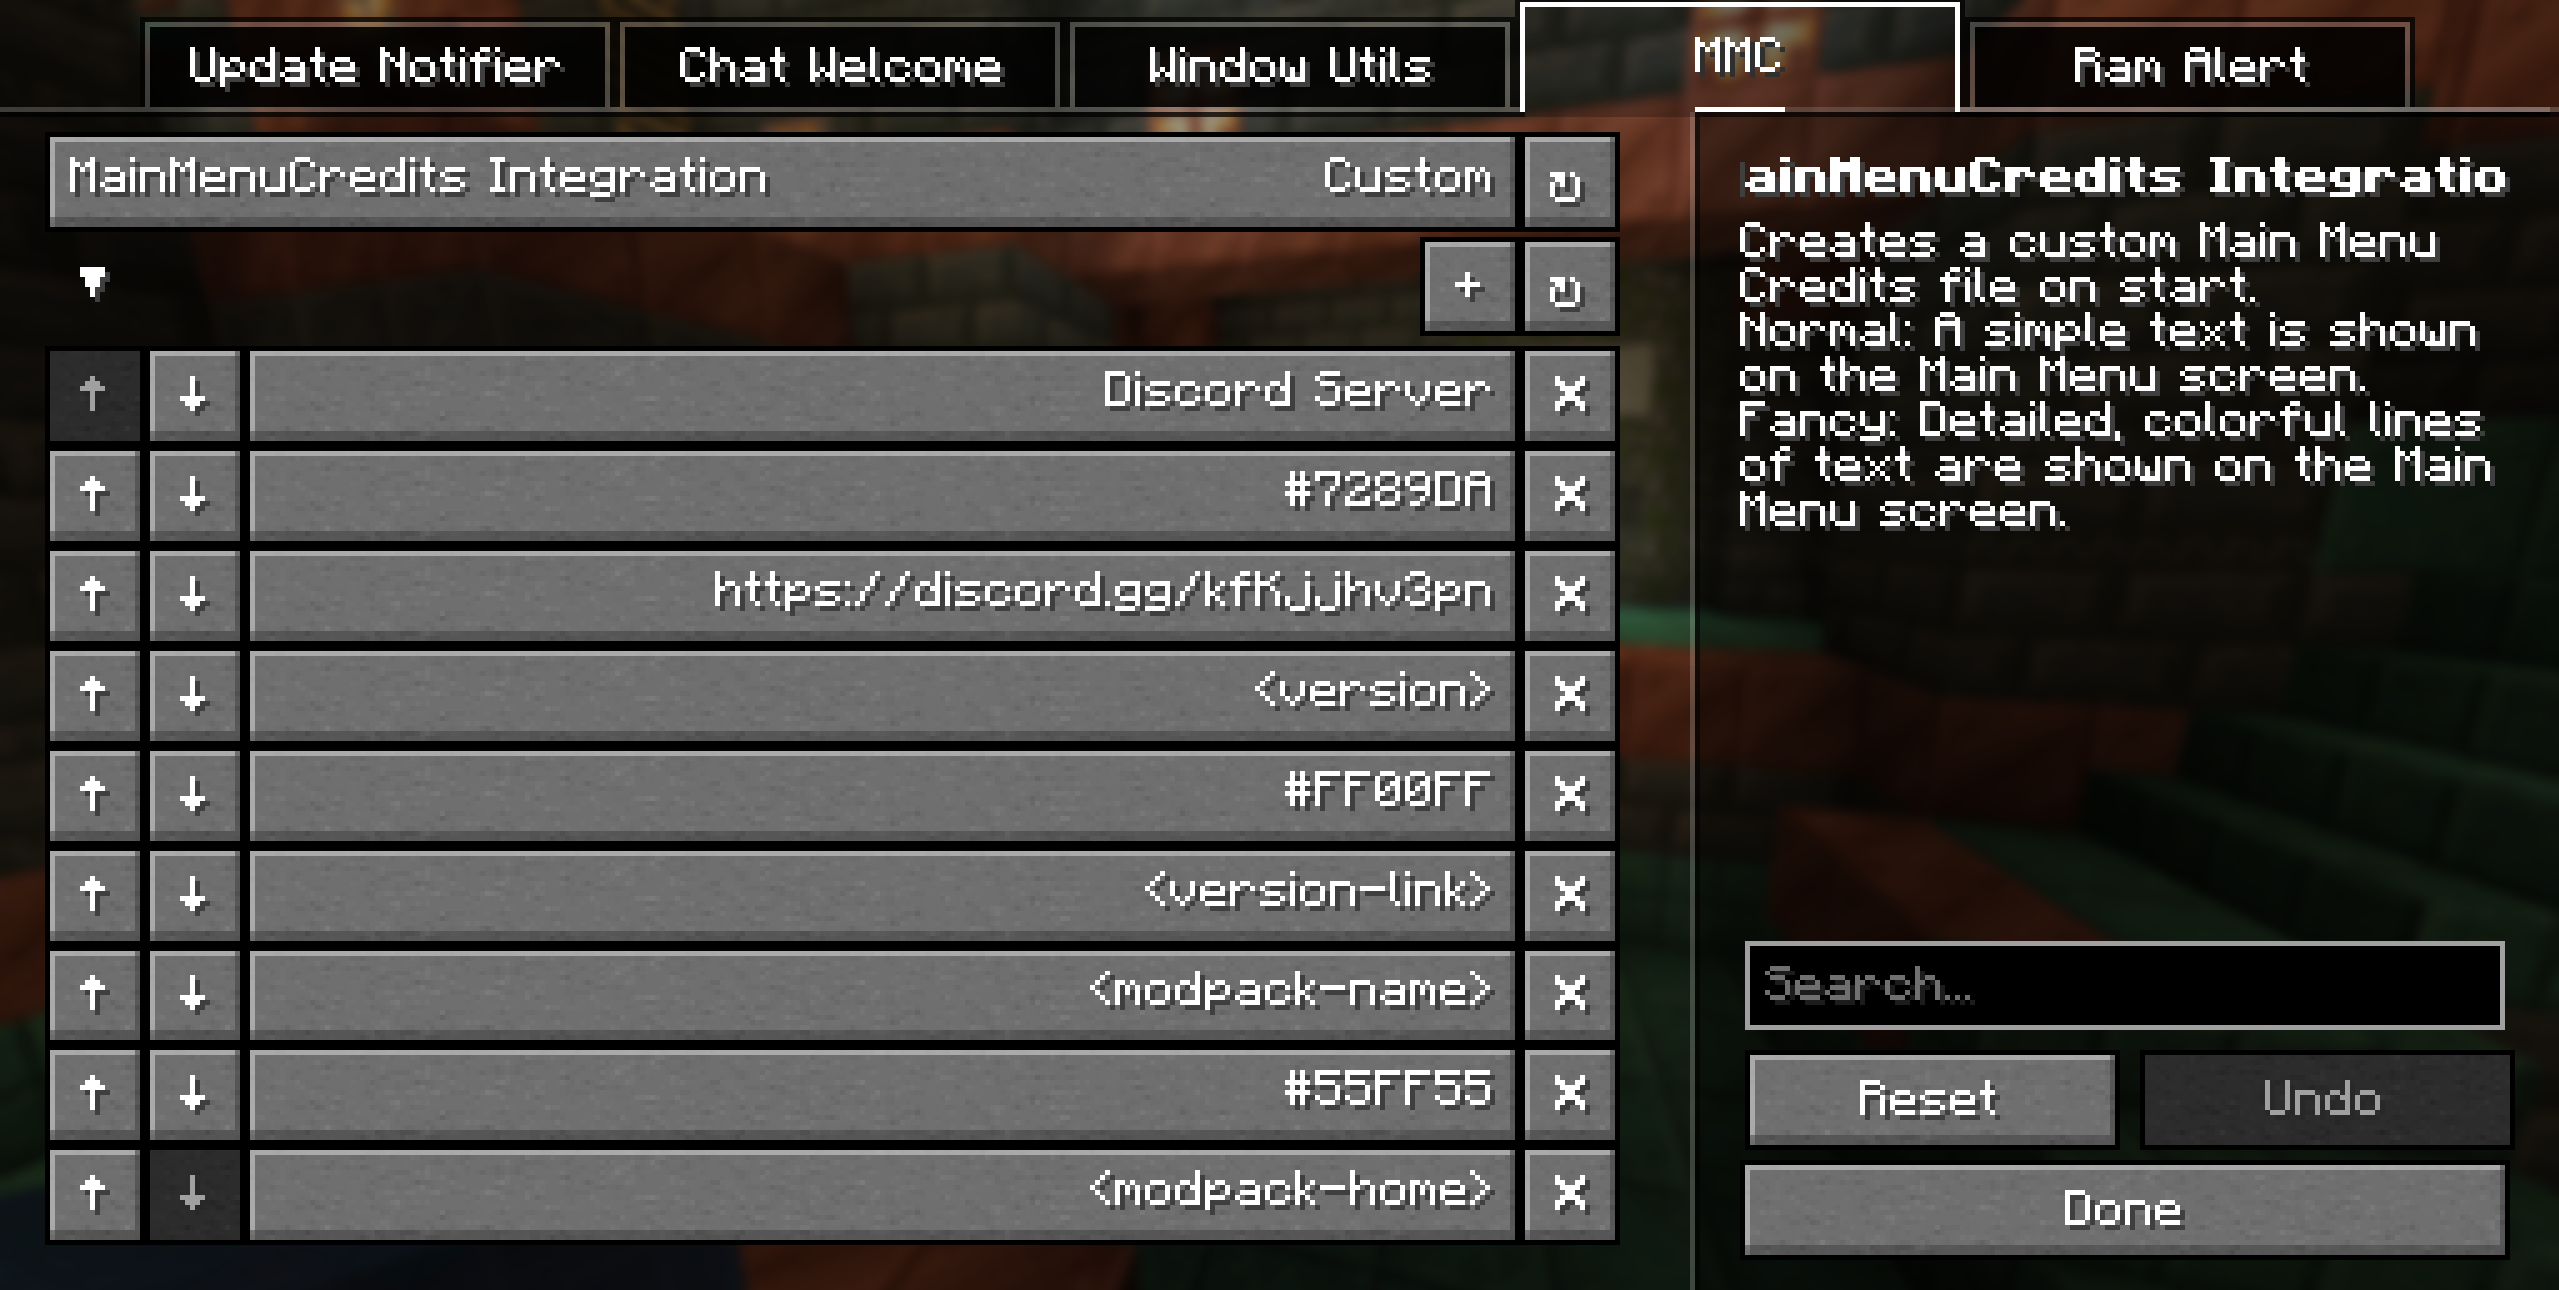 Update Notifier
Chat Welcome
Window Utils
MMC
Ram Alert
MainMenuCredits Integration
Custom
Discord Server
#7289DA
https://discord.gg/kfKjjhv3pn
<version>
#FF00FF
<version-link>
<modpack-name>
#55FF55
<modpack-home>
ainMenuCredits Integratio
Creates a custom Main Menu
Credits file on start.
Normal: A simple text is shown
on the Main Menu screen.
Fancy: Detailed, colorful lines
of text are shown on the Main
Menu screen.
Search...
Reset
Undo
Done